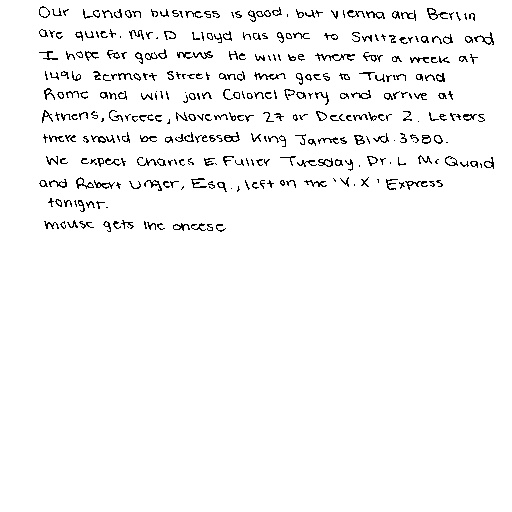 Our London business is good, but Vienna and Berlin
are quiet. Mr. D Lloyd has gone to Switzerland and
I hope for good news He will be there for a week at
1496 Zermott Street and then goes to Turin and
Rome and will join Colonel Parry and arrive at
Athens, Greece, November 27 or December 2. Letters
there should be addressed King James Blvd. 3580.
We expect Charles E. Fuller Tuesday. Dr. L Mc Quaid
and Robert Unger, Esq., left on the 'V.X' Express
tonight.
mouse gets the cheese